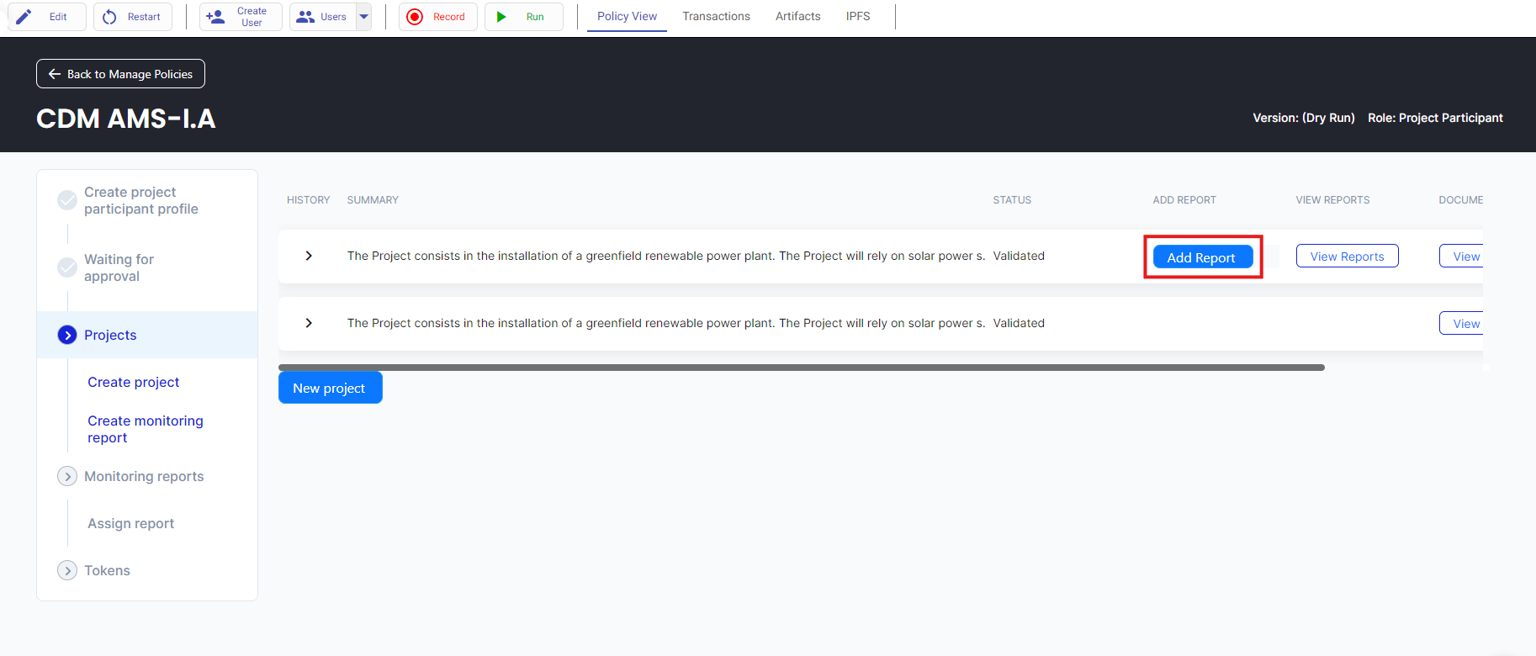 Edit
Restart
Create
User
Users
Record
Run
Policy View
Transactions
Artifacts
IPFS
Back to Manage Policies
CDM AMS-I.A
Version: (Dry Run) Role: Project Participant
Create project
participant profile
Waiting for
approval
Projects
Create project
Create monitoring
report
Monitoring reports
Assign report
Tokens
HISTORY SUMMARY STATUS ADD REPORT VIEW REPORTS DOCUME
The Project consists in the installation of a greenfield renewable power plant. The Project will rely on solar power s. Validated Add Report View Reports View
The Project consists in the installation of a greenfield renewable power plant. The Project will rely on solar power s. Validated View
New project